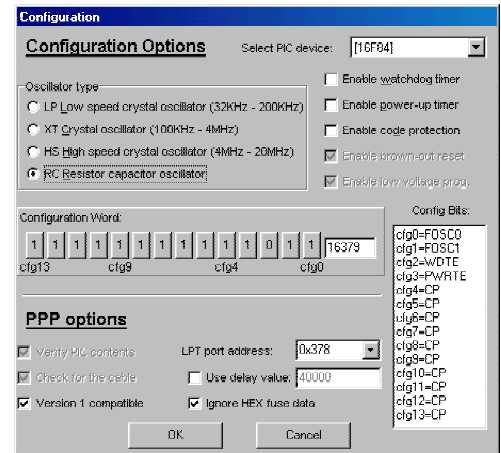 Configuration
Configuration Options
Select PIC device: [16F84]
Oscillator type
LP Low speed crystal oscillator (32KHz - 200KHz)
XT Crystal oscillator (100KHz - 4MHz)
HS High speed crystal oscillator (4MHz - 20MHz)
RC Resistor capacitor oscillator
Enable watchdog timer
Enable power-up timer
Enable code protection
Enable brown-out reset
Enable low voltage prog.
Configuration Word:
1 1 1 1 1 1 1 1 1 1 1 0 1 1 16379
cfg13 cfg9 cfg4 cfg0
Config Bits:
cfg0=FOSC0
cfg1=FOSC1
cfg2=WDTE
cfg3=PWRTE
cfg4=CP
cfg5=CP
cfg6=CP
cfg7=CP
cfg8=CP
cfg9=CP
cfg10=CP
cfg11=CP
cfg12=CP
cfg13=CP
PPP options
Verify PIC contents
Check for the cable
Version 1 compatible
LPT port address: 0x378
Use delay value: 40000
Ignore HEX fuse data
OK
Cancel